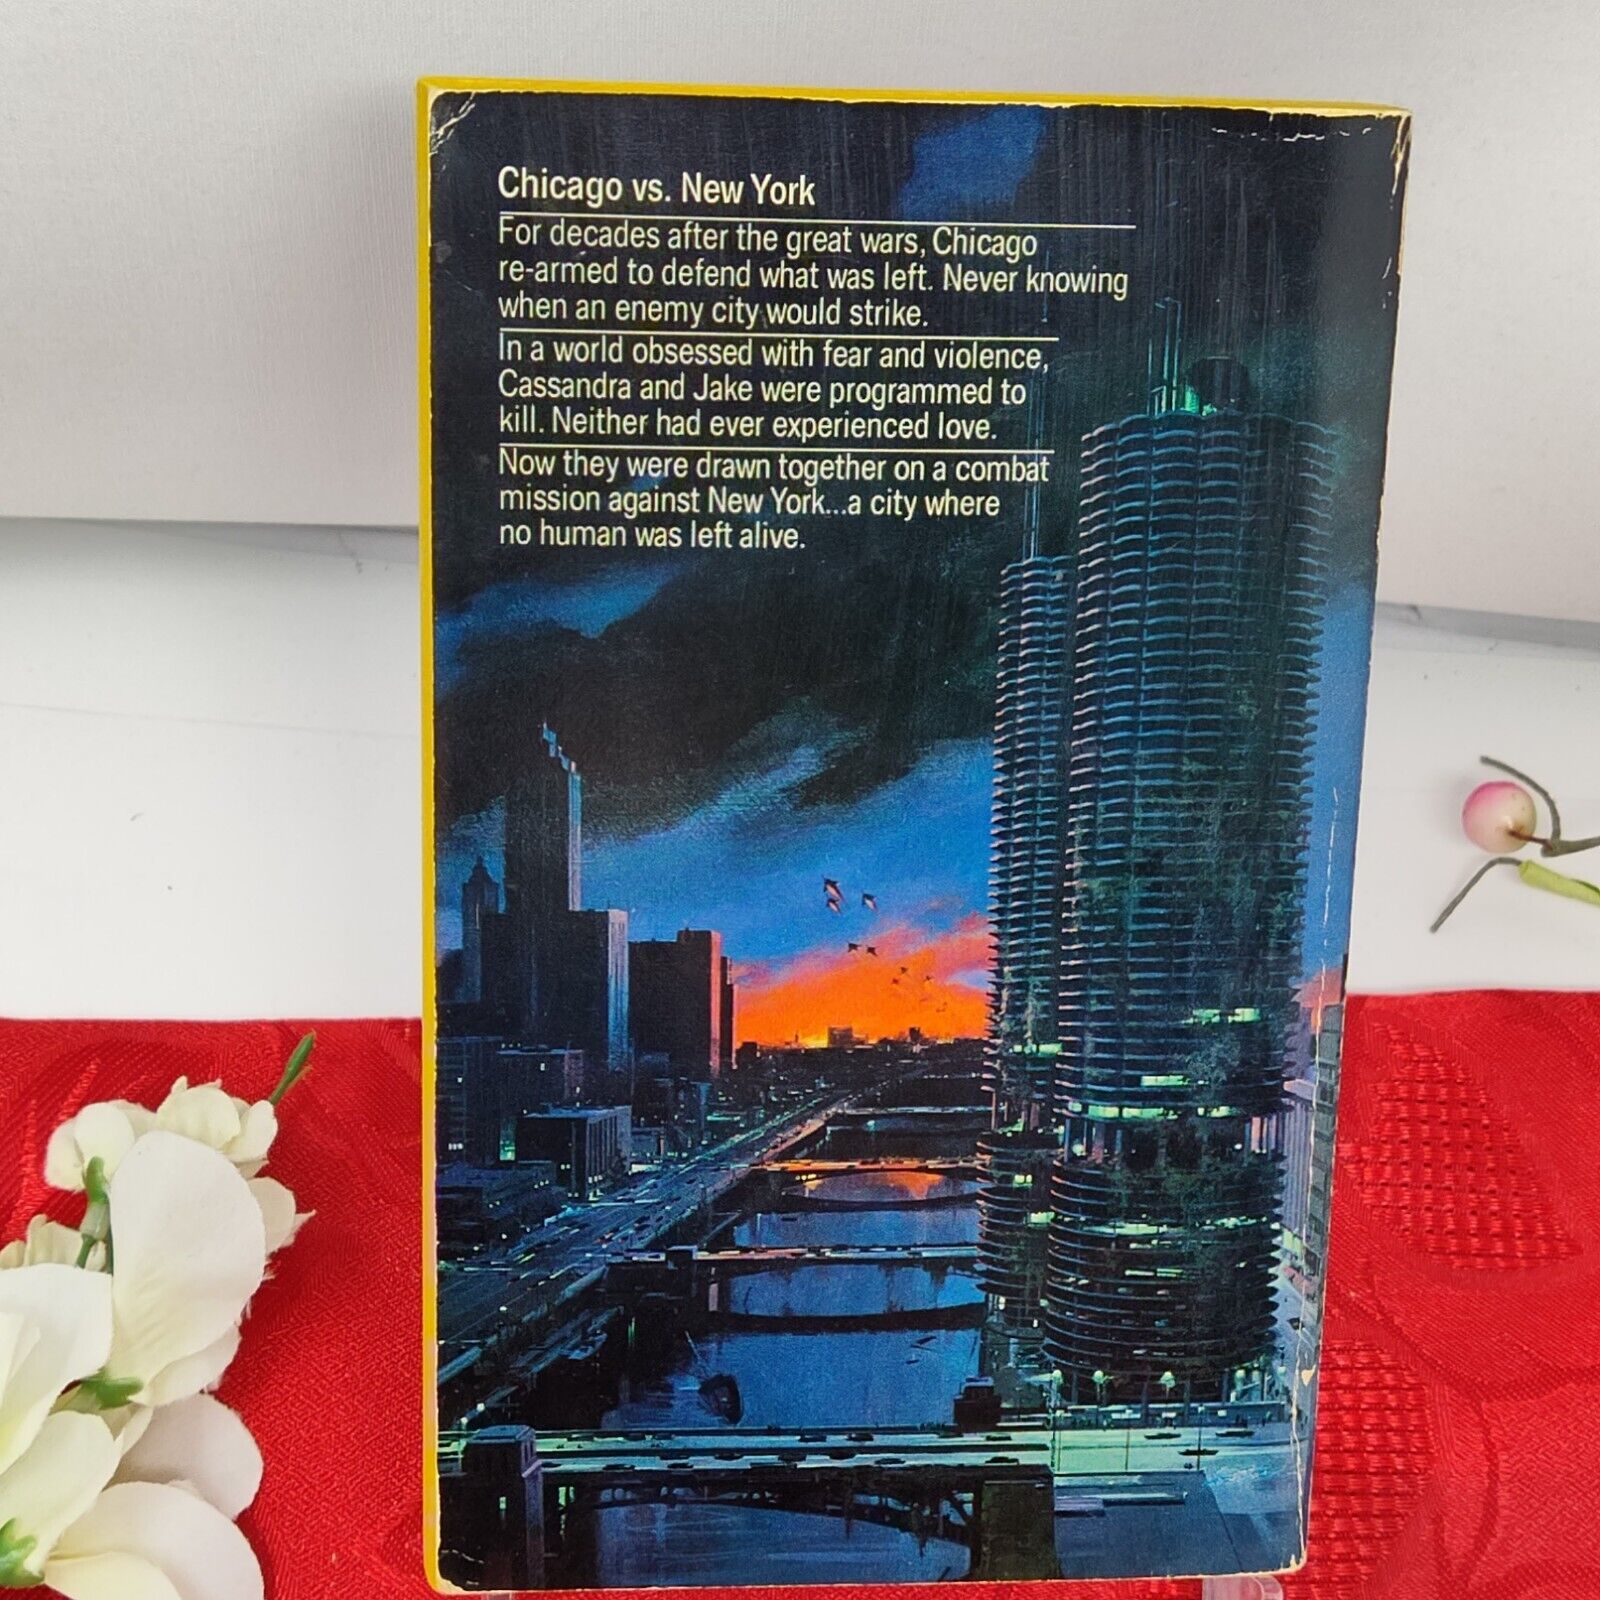 Chicago vs. New York
For decades after the great wars, Chicago
re-armed to defend what was left. Never knowing
when an enemy city would strike.
In a world obsessed with fear and violence,
Cassandra and Jake were programmed to
kill. Neither had ever experienced love.
Now they were drawn together on a combat
mission against New York...a city where
no human was left alive.